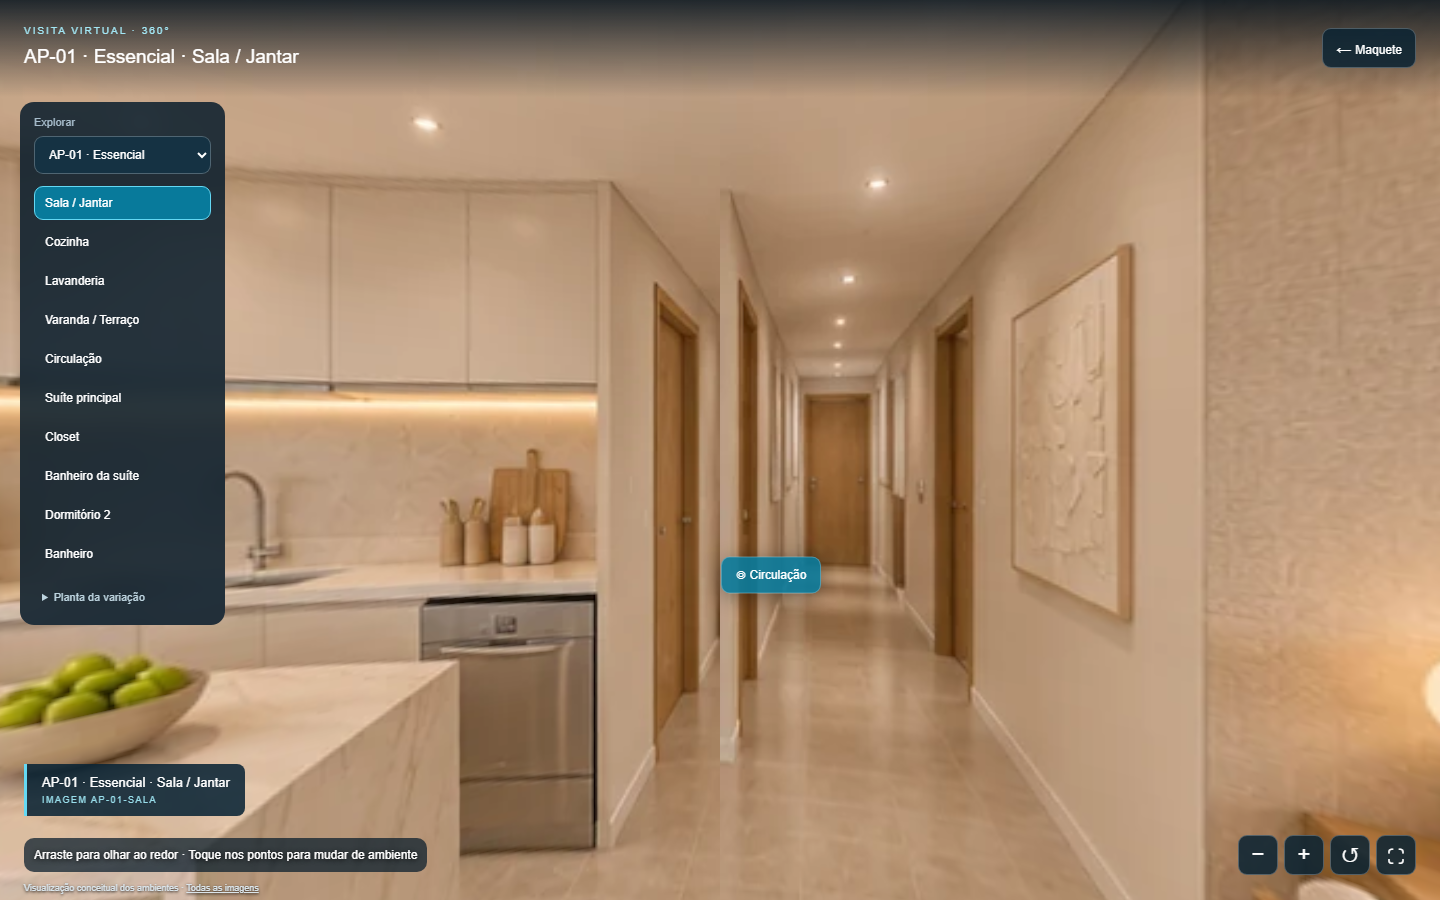 VISITA VIRTUAL · 360°
AP-01 · Essencial · Sala / Jantar
← Maquete
Explorar
AP-01 · Essencial
Sala / Jantar
Cozinha
Lavanderia
Varanda / Terraço
Circulação
Suíte principal
Closet
Banheiro da suíte
Dormitório 2
Banheiro
▶ Planta da variação
◎ Circulação
AP-01 · Essencial · Sala / Jantar
IMAGEM AP-01-SALA
Arraste para olhar ao redor · Toque nos pontos para mudar de ambiente
Visualização conceitual dos ambientes · Todas as imagens